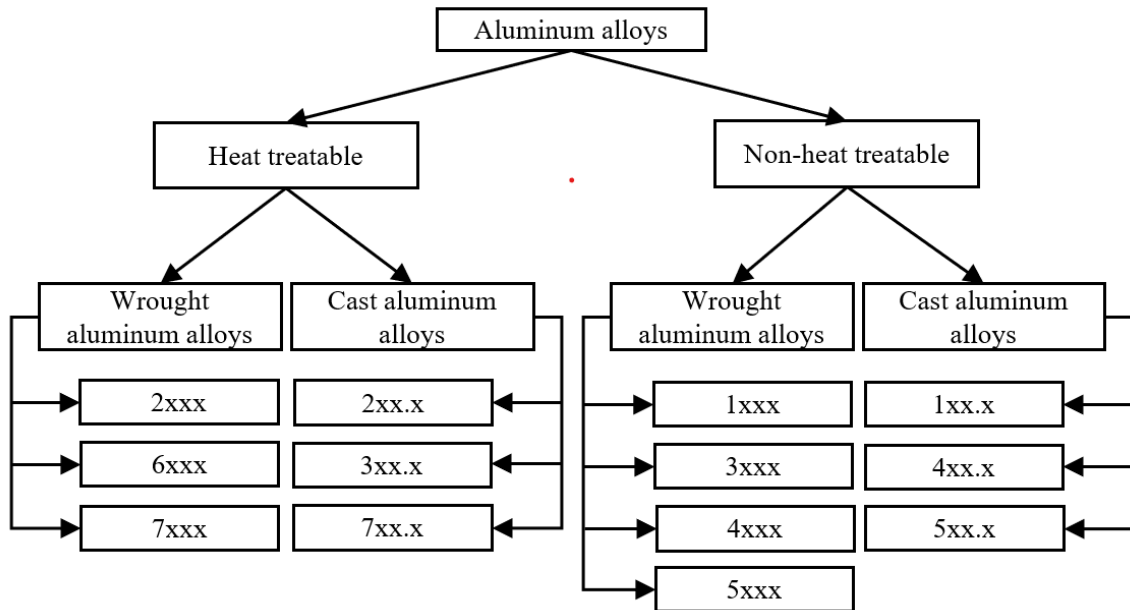 Aluminum alloys
Heat treatable
Non-heat treatable
Wrought
aluminum alloys
Cast aluminum
alloys
Wrought
aluminum alloys
Cast aluminum
alloys
2xxx
2xx.x
1xxx
1xx.x
6xxx
3xx.x
3xxx
4xx.x
7xxx
7xx.x
4xxx
5xx.x
5xxx